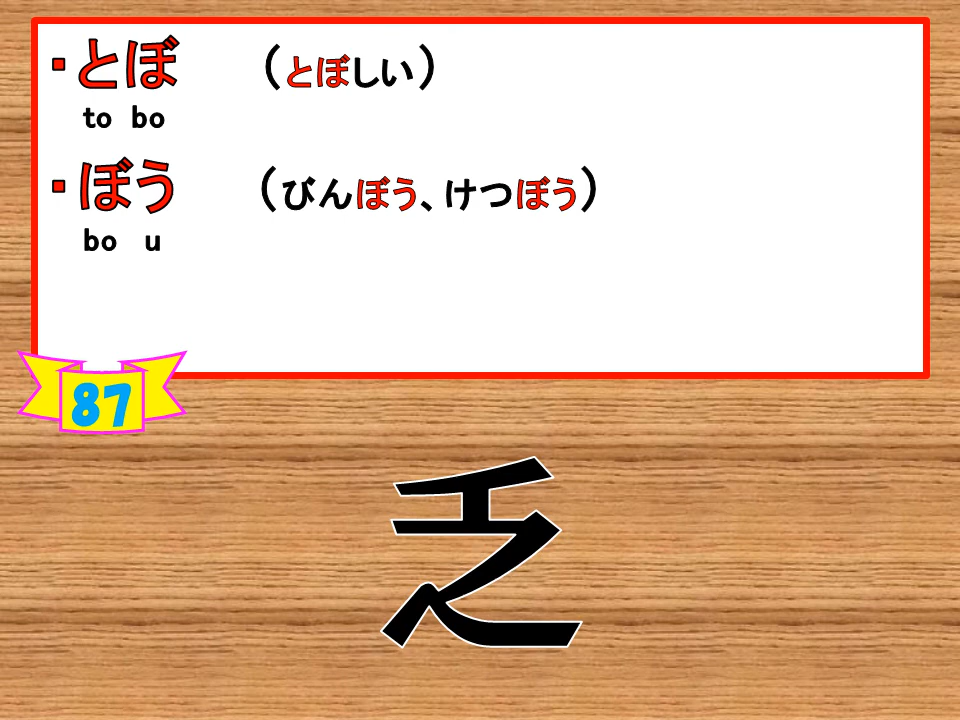 ・とぼ （とぼしい）
to bo
・ぼう （びんぼう、けつぼう）
bo u
87
乏